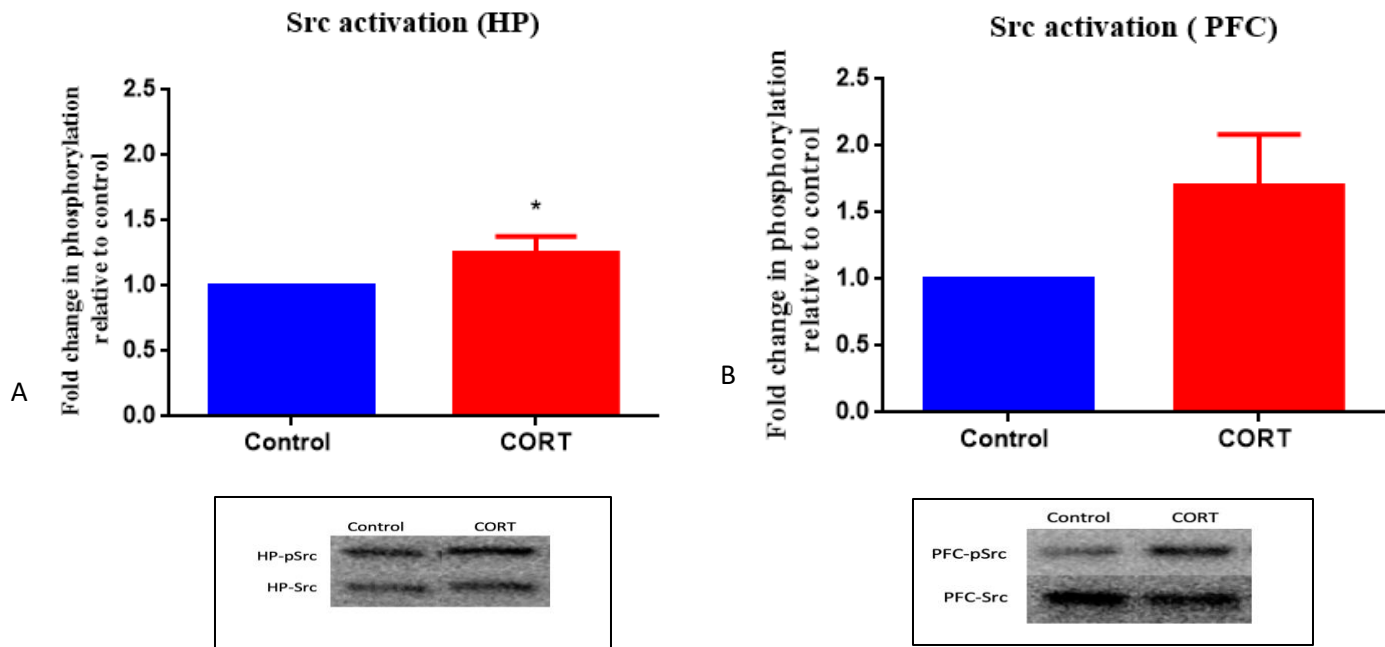 Src activation (HP)
Fold change in phosphorylation
relative to control
2.5
2.0
1.5
1.0
0.5
0.0
*
Control CORT
A
Control CORT
HP-pSrc
HP-Src
Src activation ( PFC)
Fold change in phosphorylation
relative to control
2.5
2.0
1.5
1.0
0.5
0.0
Control CORT
B
Control CORT
PFC-pSrc
PFC-Src